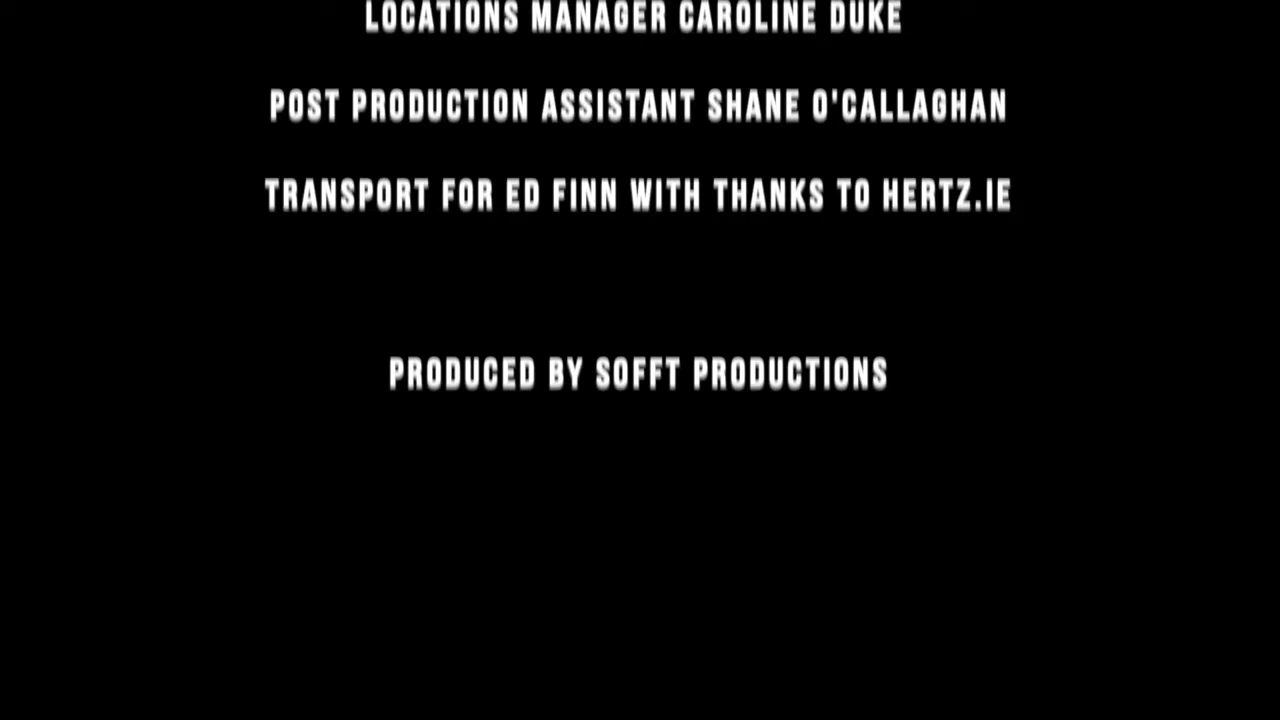 LOCATIONS MANAGER CAROLINE DUKE
POST PRODUCTION ASSISTANT SHANE O'CALLAGHAN
TRANSPORT FOR ED FINN WITH THANKS TO HERTZ.IE
PRODUCED BY SOFFT PRODUCTIONS